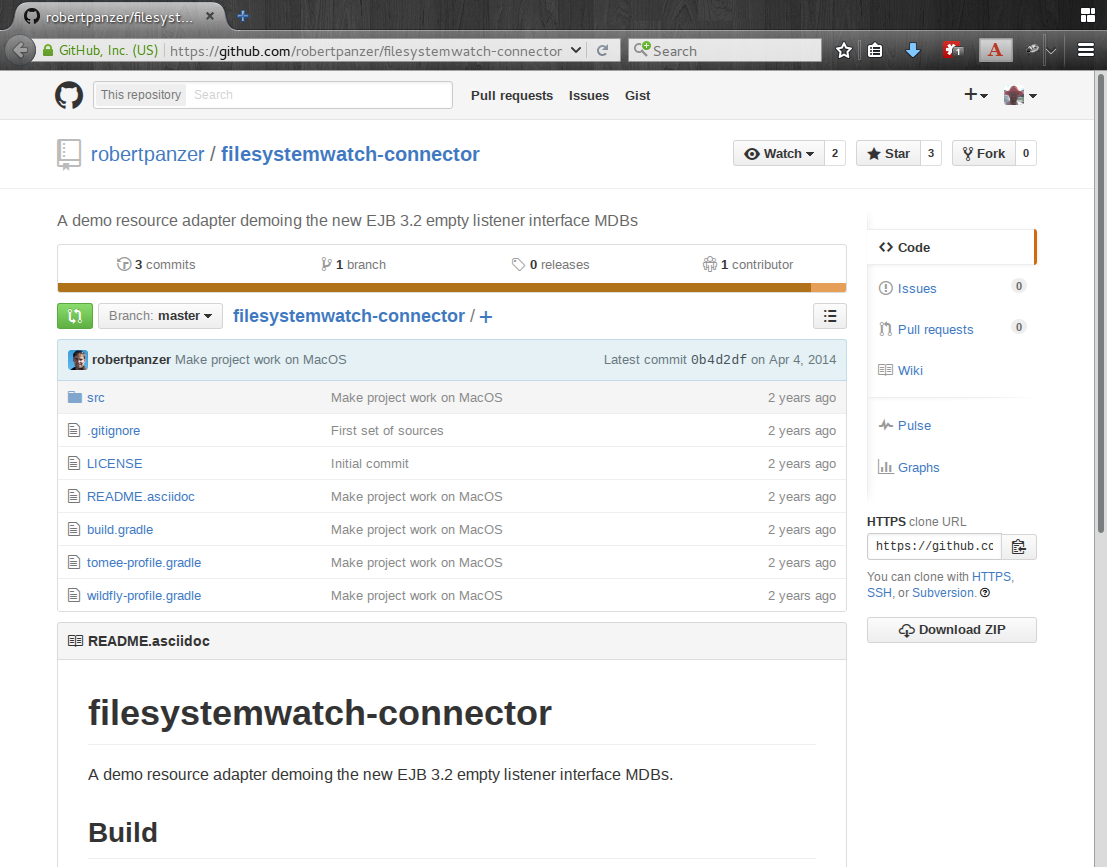 robertpanzer/filesyst... ×
GitHub, Inc. (US) https://github.com/robertpanzer/filesystemwatch-connector Search 1 A
This repository Search Pull requests Issues Gist
robertpanzer / filesystemwatch-connector Watch 2 Star 3 Fork 0
A demo resource adapter demoing the new EJB 3.2 empty listener interface MDBs
3 commits 1 branch 0 releases 1 contributor
Branch: master filesystemwatch-connector / +
robertpanzer Make project work on MacOS Latest commit 0b4d2df on Apr 4, 2014
src Make project work on MacOS 2 years ago
.gitignore First set of sources 2 years ago
LICENSE Initial commit 2 years ago
README.asciidoc Make project work on MacOS 2 years ago
build.gradle Make project work on MacOS 2 years ago
tomee-profile.gradle Make project work on MacOS 2 years ago
wildfly-profile.gradle Make project work on MacOS 2 years ago
README.asciidoc
filesystemwatch-connector
A demo resource adapter demoing the new EJB 3.2 empty listener interface MDBs.
Build
Code
Issues 0
Pull requests 0
Wiki
Pulse
Graphs
HTTPS clone URL
https://github.cc
You can clone with HTTPS,
SSH, or Subversion.
Download ZIP